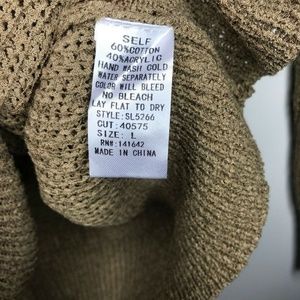 SELF
60%COTTON
40%ACRYLIC
HAND WASH COLD
WATER SEPARATELY
COLOR WILL BLEED
NO BLEACH
LAY FLAT TO DRY
STYLE:SL5266
CUT:40575
SIZE: L
RN#:141642
MADE IN CHINA